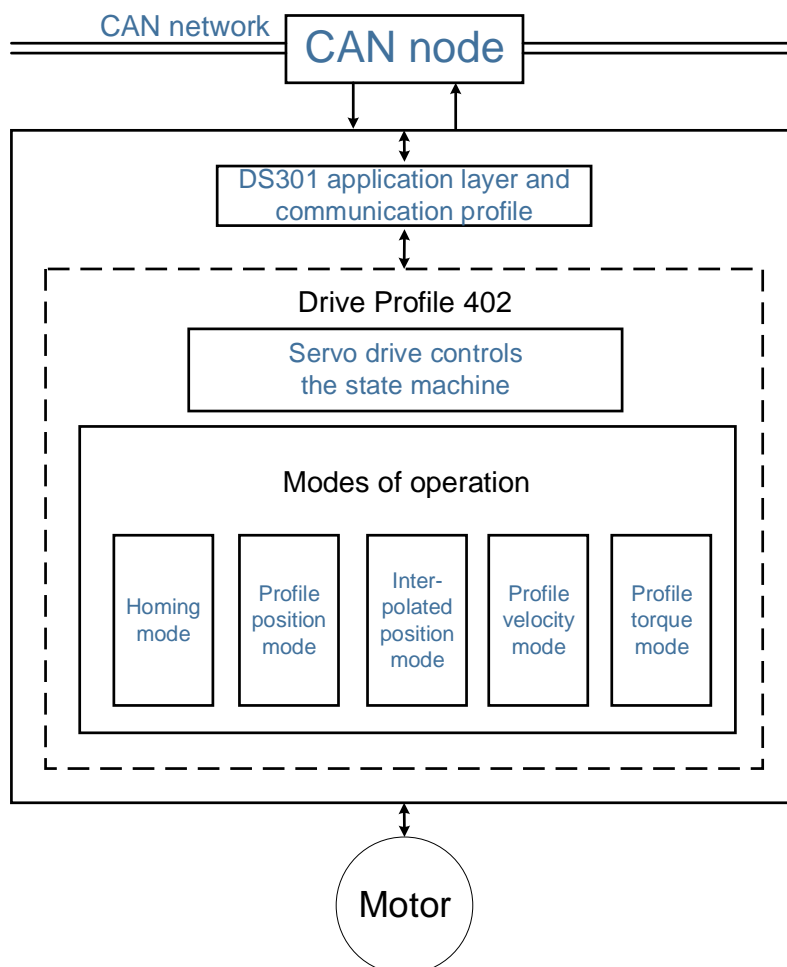 CAN network
CAN node
DS301 application layer and
communication profile
Drive Profile 402
Servo drive controls
the state machine
Modes of operation
Homing
mode
Profile
position
mode
Inter-
polated
position
mode
Profile
velocity
mode
Profile
torque
mode
Motor